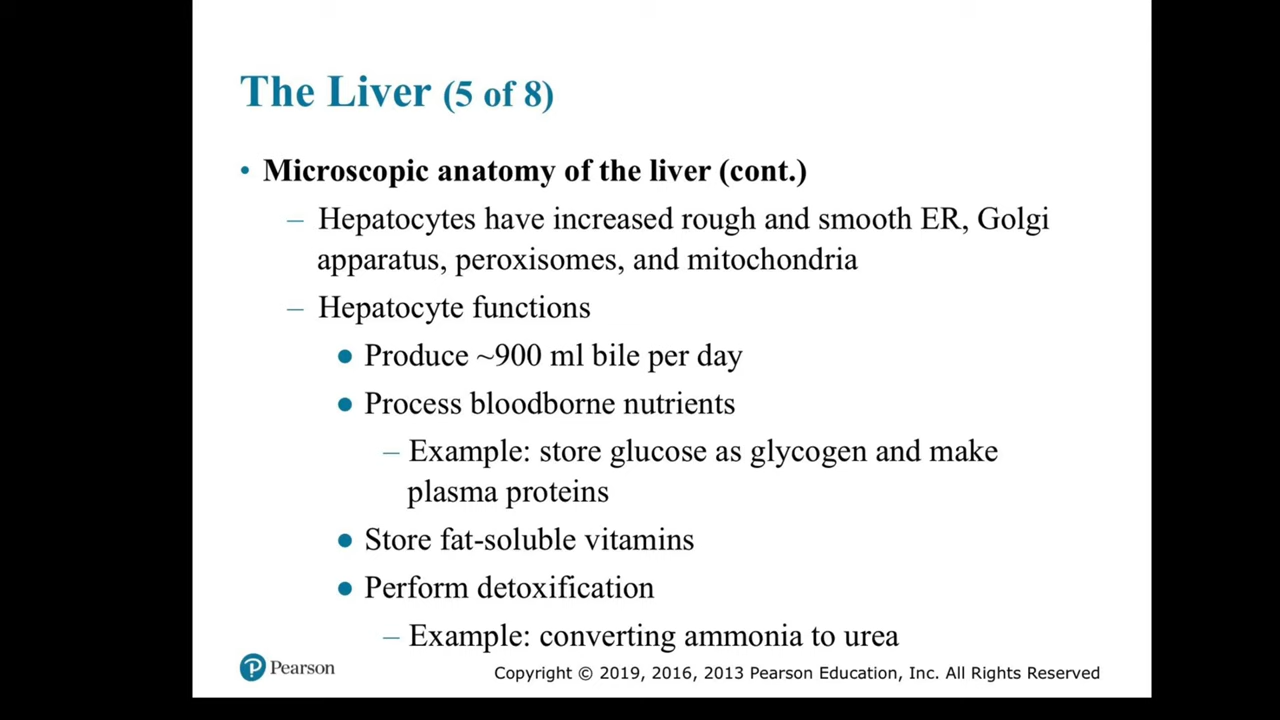 The Liver (5 of 8)
• Microscopic anatomy of the liver (cont.)
– Hepatocytes have increased rough and smooth ER, Golgi
apparatus, peroxisomes, and mitochondria
– Hepatocyte functions
● Produce ~900 ml bile per day
● Process bloodborne nutrients
– Example: store glucose as glycogen and make
plasma proteins
● Store fat-soluble vitamins
● Perform detoxification
– Example: converting ammonia to urea
P Pearson
Copyright © 2019, 2016, 2013 Pearson Education, Inc. All Rights Reserved